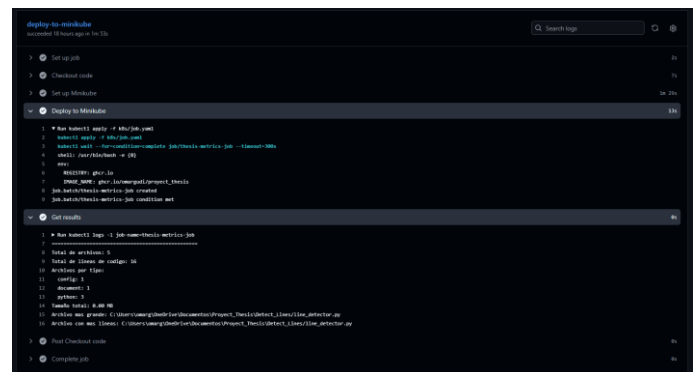 deploy-to-minikube
succeeded 18 hours ago in 1m 53s
Search logs
Set up job 2s
Checkout code 7s
Set up Minikube 1m 29s
Deploy to Minikube 13s
1 ▼ Run kubectl apply -f k8s/job.yaml
2 kubectl apply -f k8s/job.yaml
3 kubectl wait --for=condition=complete job/thesis-metrics-job --timeout=300s
4 shell: /usr/bin/bash -e {0}
5 env:
6 REGISTRY: ghcr.io
7 IMAGE_NAME: ghcr.io/omargudi/proyect_thesis
8 job.batch/thesis-metrics-job created
9 job.batch/thesis-metrics-job condition met
Get results 0s
1 ▶ Run kubectl logs -l job-name=thesis-metrics-job
7 ==================================================
8 Total de archivos: 5
9 Total de lineas de codigo: 16
10 Archivos por tipo:
11 config: 1
12 document: 1
13 python: 3
14 Tamaño total: 0.00 MB
15 Archivo mas grande: C:\Users\omarg\OneDrive\Documentos\Proyect_Thesis\Detect_Lines/line_detector.py
16 Archivo con mas lineas: C:\Users\omarg\OneDrive\Documentos\Proyect_Thesis\Detect_Lines/line_detector.py
Post Checkout code 0s
Complete job 0s